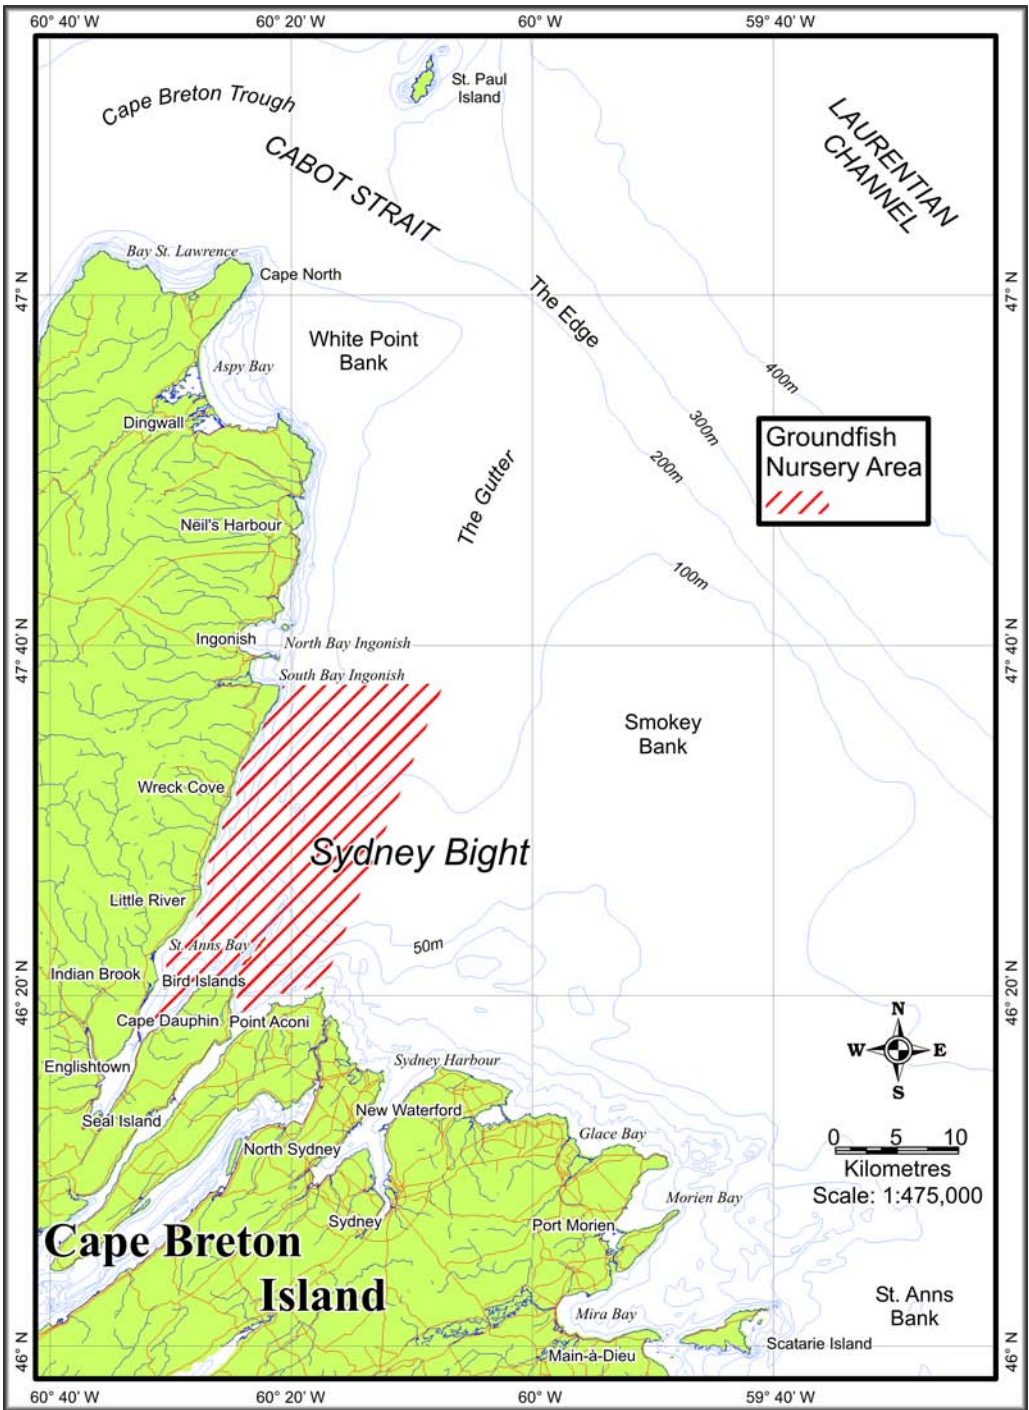 60° 40' W
60° 20' W
60° W
59° 40' W
St. Paul
Island
Cape Breton Trough
LAURENTIAN
CHANNEL
CABOT STRAIT
Bay St. Lawrence
Cape North
47° N
47° N
The Edge
White Point
Bank
Aspy Bay
400m
Dingwall
300m
Groundfish
Nursery Area
200m
The Gutter
Neil's Harbour
100m
Ingonish
North Bay Ingonish
47° 40' N
47° 40' N
South Bay Ingonish
Smokey
Bank
Wreck Cove
Sydney Bight
Little River
St. Anns Bay
50m
Indian Brook
Bird Islands
46° 20' N
46° 20' N
Cape Dauphin
Point Aconi
N
W
E
S
Englishtown
Sydney Harbour
Seal Island
New Waterford
Glace Bay
0 5 10
Kilometres
Scale: 1:475,000
North Sydney
Morien Bay
Sydney
Port Morien
Cape Breton
Island
Mira Bay
St. Anns
Bank
Main-à-Dieu
Scatarie Island
46° N
46° N
60° 40' W
60° 20' W
60° W
59° 40' W